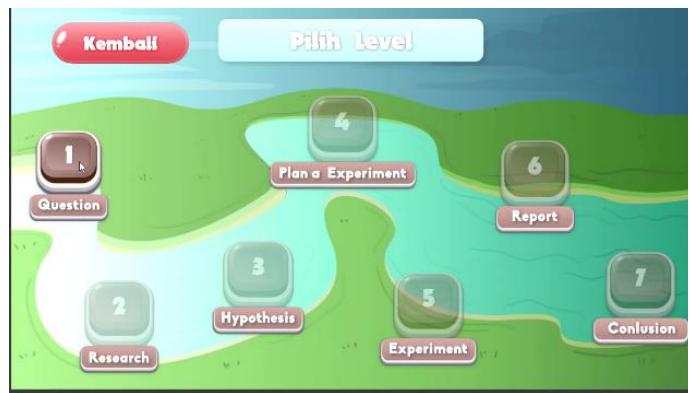 Kembali
Pilih Level
1
Question
2
Research
3
Hypothesis
4
Plan a Experiment
5
Experiment
6
Report
7
Conlusion